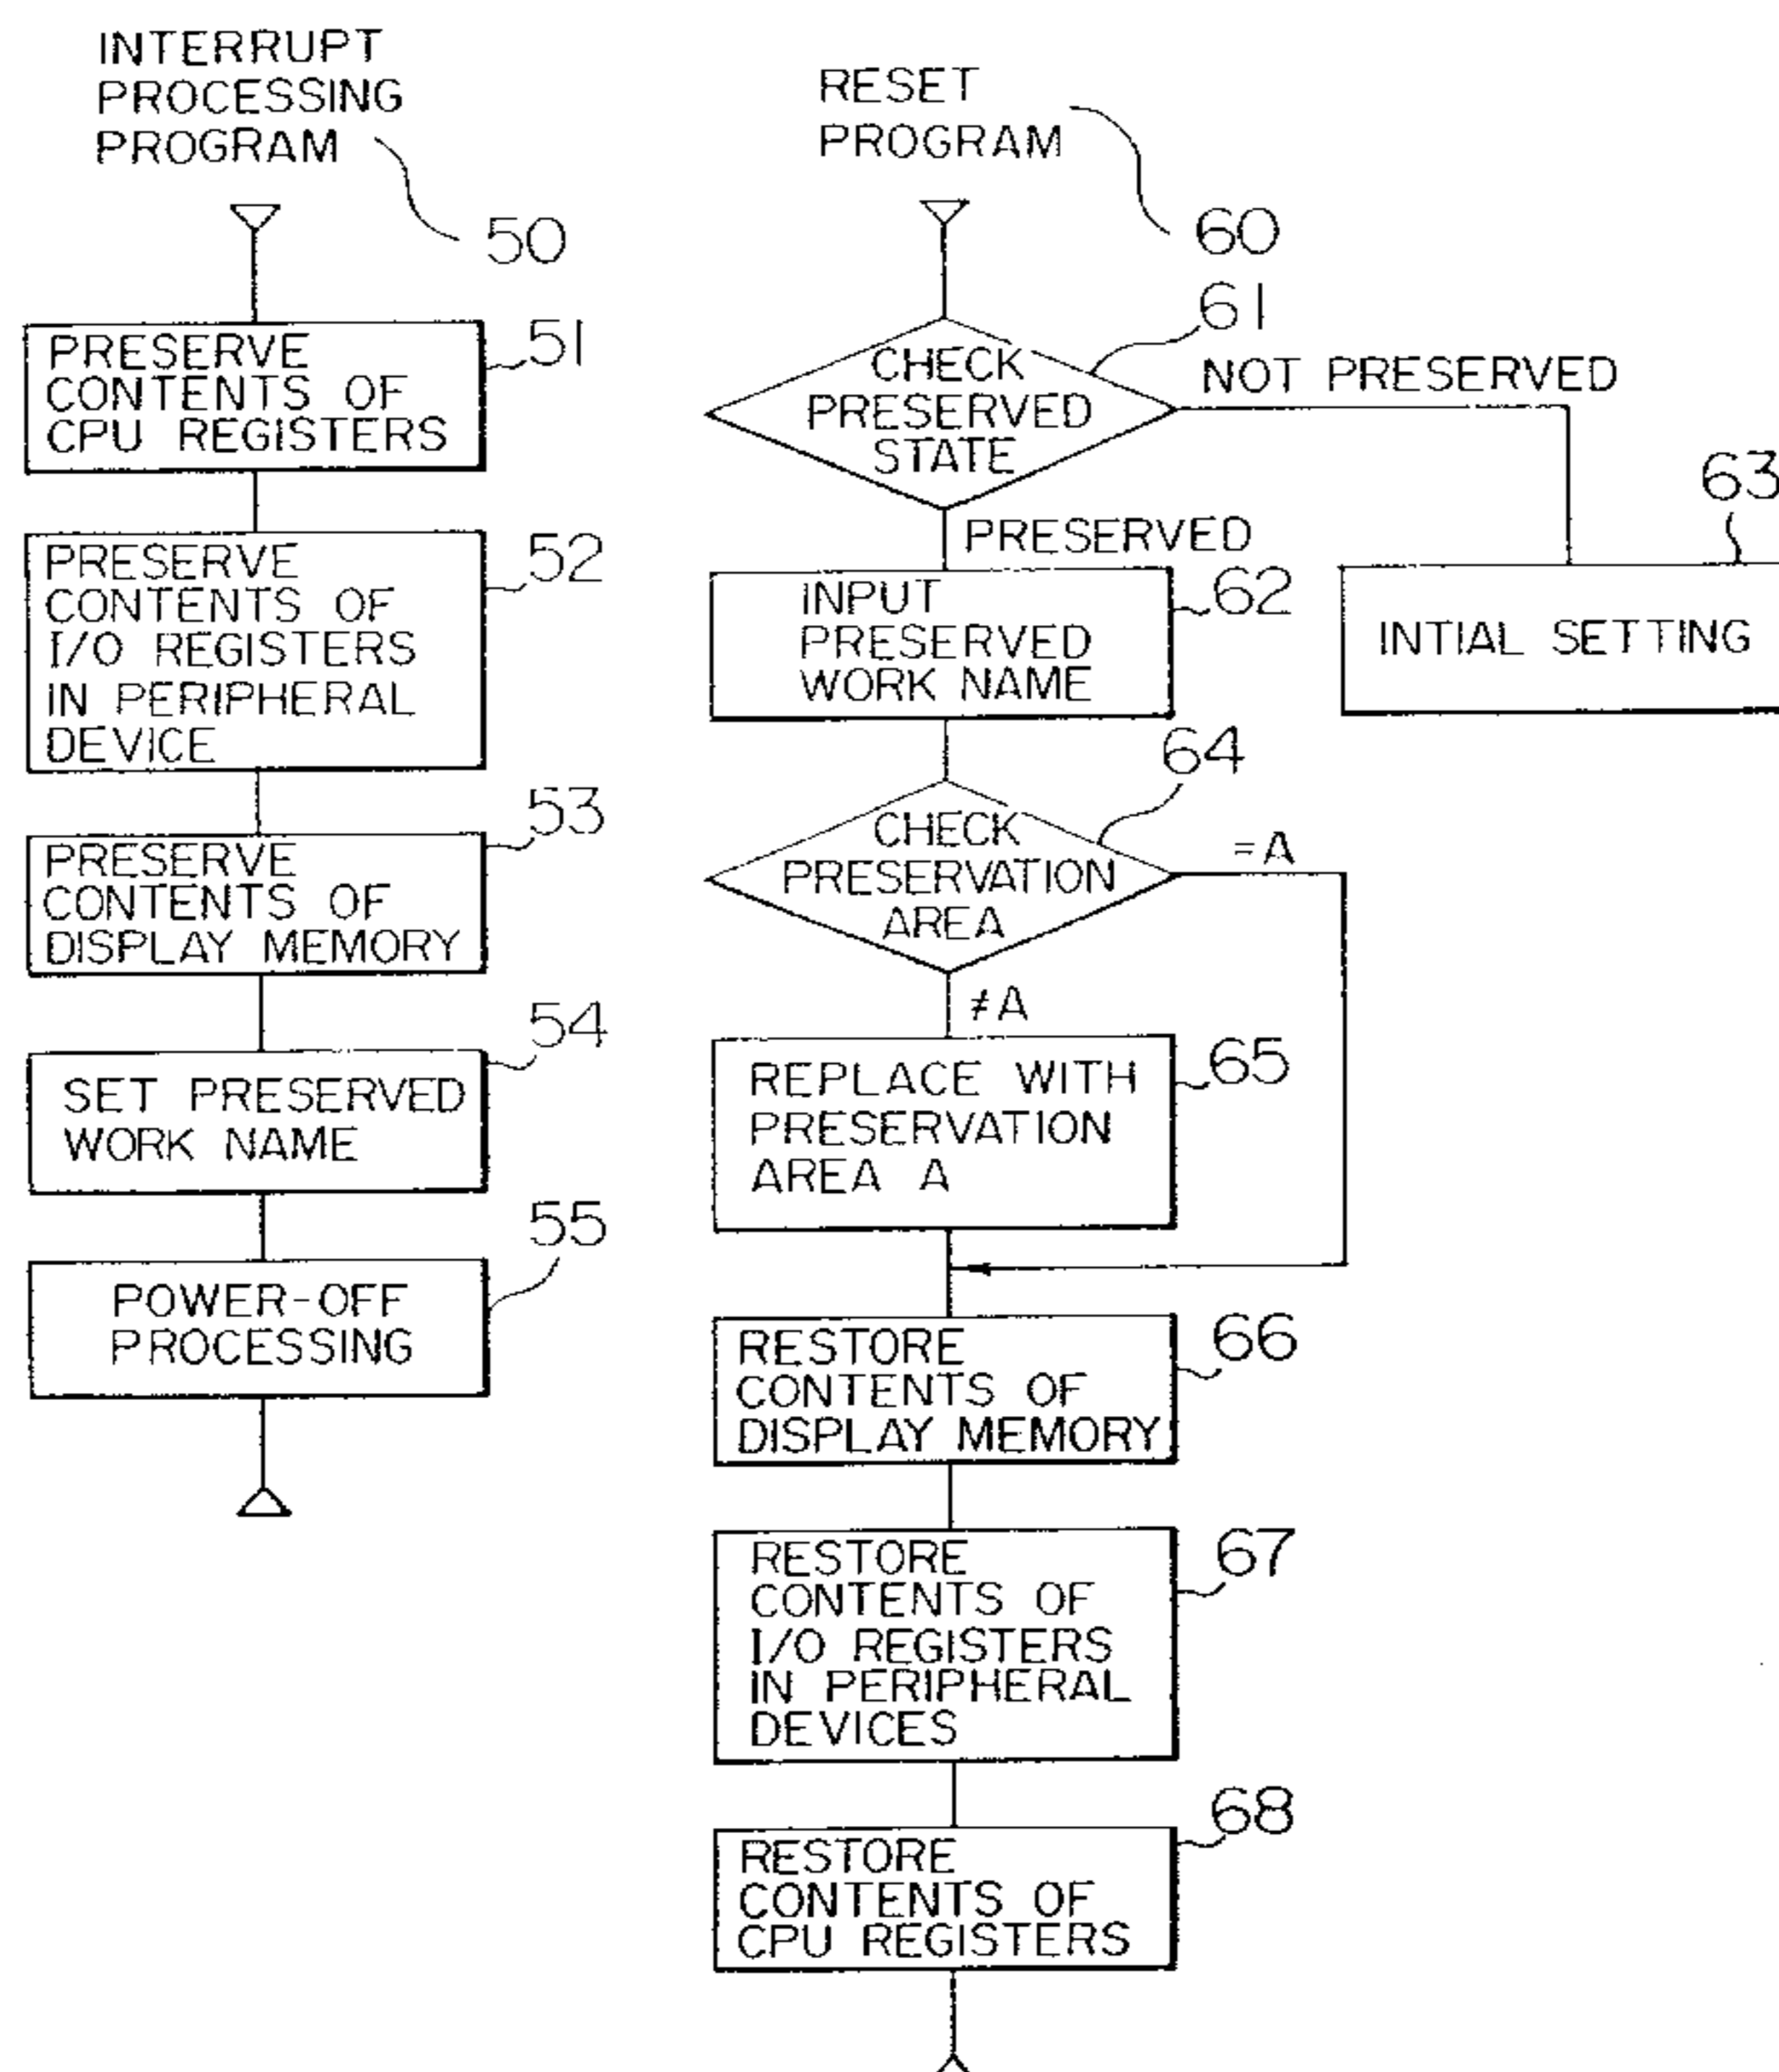 INTERRUPT
PROCESSING
PROGRAM
50
PRESERVE
CONTENTS OF
CPU REGISTERS
51
PRESERVE
CONTENTS OF
I/O REGISTERS
IN PERIPHERAL
DEVICE
52
PRESERVE
CONTENTS OF
DISPLAY MEMORY
53
SET PRESERVED
WORK NAME
54
POWER-OFF
PROCESSING
55
RESET
PROGRAM
60
CHECK
PRESERVED
STATE
61
NOT PRESERVED
PRESERVED
INPUT
PRESERVED
WORK NAME
62
INTIAL SETTING
63
CHECK
PRESERVATION
AREA
64
=A
≠A
REPLACE WITH
PRESERVATION
AREA A
65
RESTORE
CONTENTS OF
DISPLAY MEMORY
66
RESTORE
CONTENTS OF
I/O REGISTERS
IN PERIPHERAL
DEVICES
67
RESTORE
CONTENTS OF
CPU REGISTERS
68